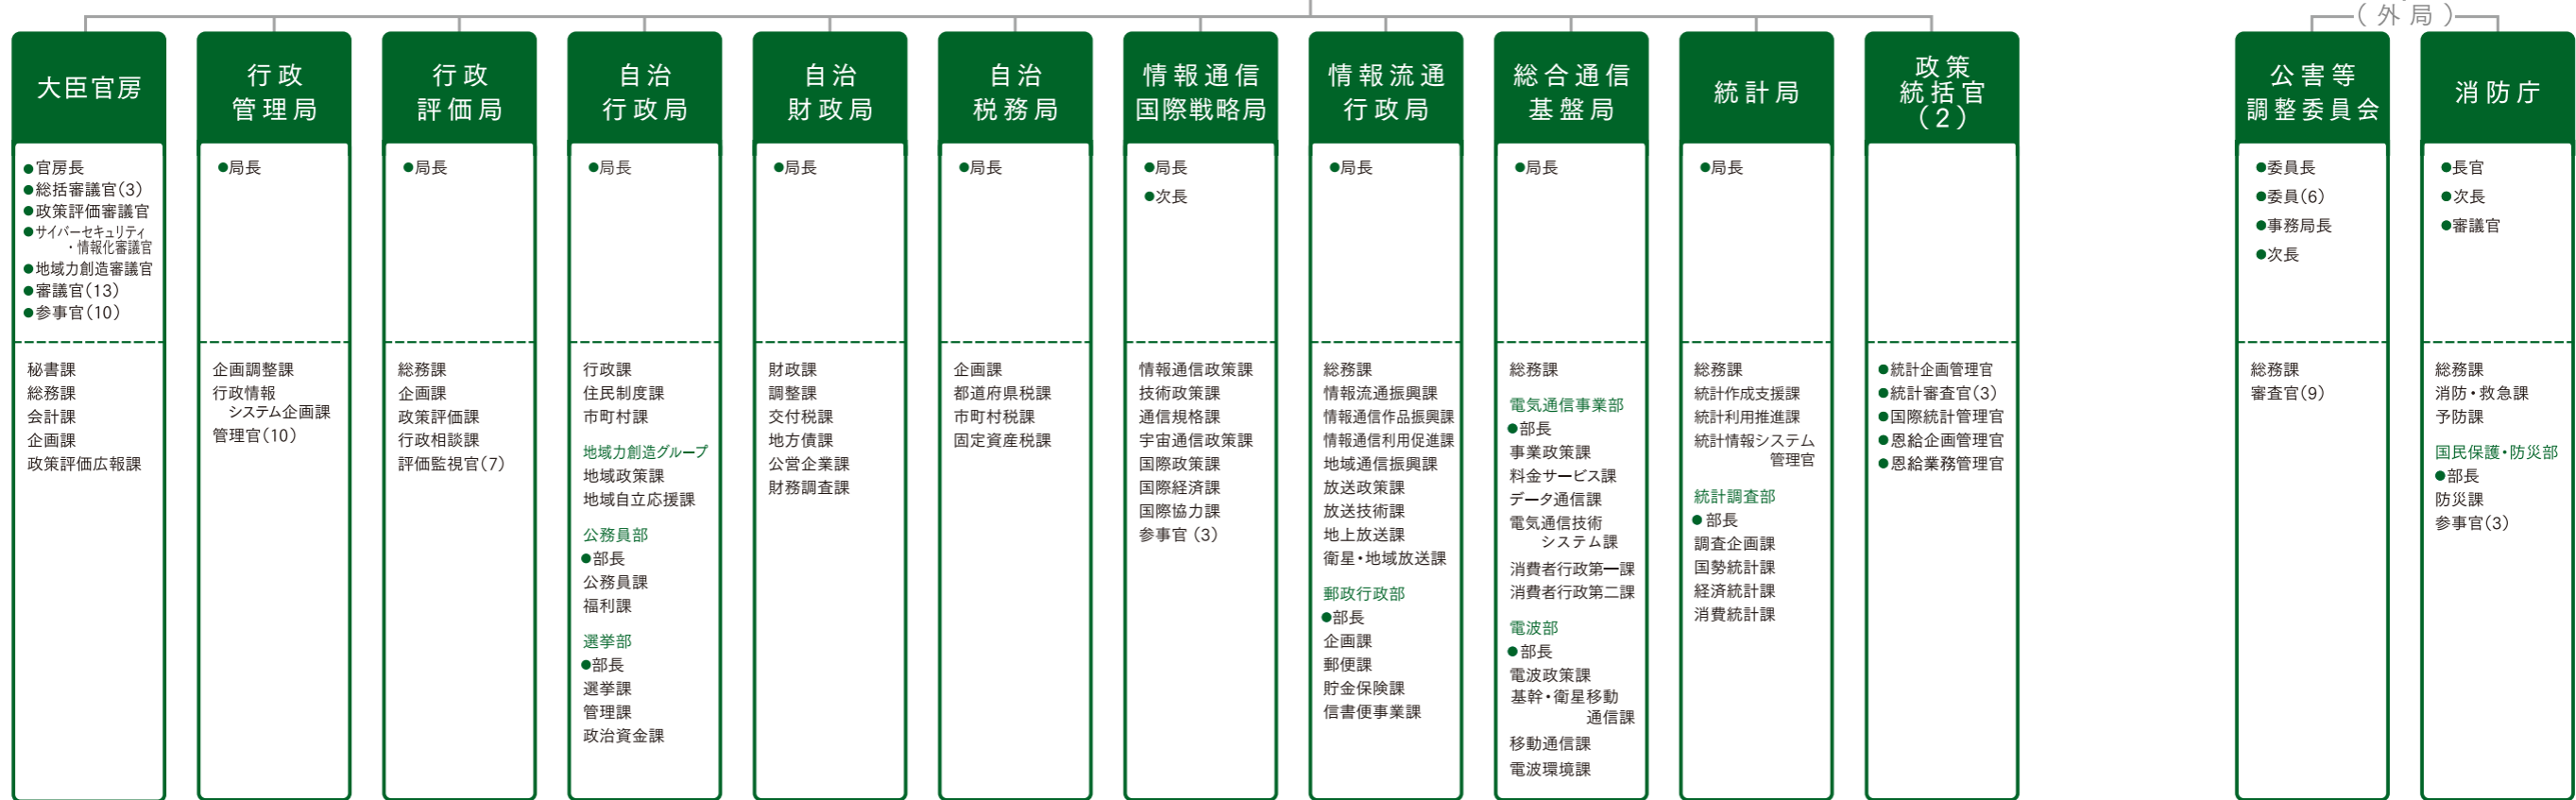 （外局）
大臣官房
●官房長
●総括審議官(3)
●政策評価審議官
●サイバーセキュリティ
・情報化審議官
●地域力創造審議官
●審議官(13)
●参事官(10)
秘書課
総務課
会計課
企画課
政策評価広報課
行政
管理局
●局長
企画調整課
行政情報
システム企画課
管理官(10)
行政
評価局
●局長
総務課
企画課
政策評価課
行政相談課
評価監視官(7)
自治
行政局
●局長
行政課
住民制度課
市町村課
地域力創造グループ
地域政策課
地域自立応援課
公務員部
●部長
公務員課
福利課
選挙部
●部長
選挙課
管理課
政治資金課
自治
財政局
●局長
財政課
調整課
交付税課
地方債課
公営企業課
財務調査課
自治
税務局
●局長
企画課
都道府県税課
市町村税課
固定資産税課
情報通信
国際戦略局
●局長
●次長
情報通信政策課
技術政策課
通信規格課
宇宙通信政策課
国際政策課
国際経済課
国際協力課
参事官 (3)
情報流通
行政局
●局長
総務課
情報流通振興課
情報通信作品振興課
情報通信利用促進課
地域通信振興課
放送政策課
放送技術課
地上放送課
衛星・地域放送課
郵政行政部
●部長
企画課
郵便課
貯金保険課
信書便事業課
総合通信
基盤局
●局長
総務課
電気通信事業部
●部長
事業政策課
料金サービス課
データ通信課
電気通信技術
システム課
消費者行政第一課
消費者行政第二課
電波部
●部長
電波政策課
基幹・衛星移動
通信課
移動通信課
電波環境課
統計局
●局長
総務課
統計作成支援課
統計利用推進課
統計情報システム
管理官
統計調査部
●部長
調査企画課
国勢統計課
経済統計課
消費統計課
政策
統括官
（2）
●統計企画管理官
●統計審査官(3)
●国際統計管理官
●恩給企画管理官
●恩給業務管理官
公害等
調整委員会
●委員長
●委員(6)
●事務局長
●次長
総務課
審査官(9)
消防庁
●長官
●次長
●審議官
総務課
消防・救急課
予防課
国民保護・防災部
●部長
防災課
参事官(3)